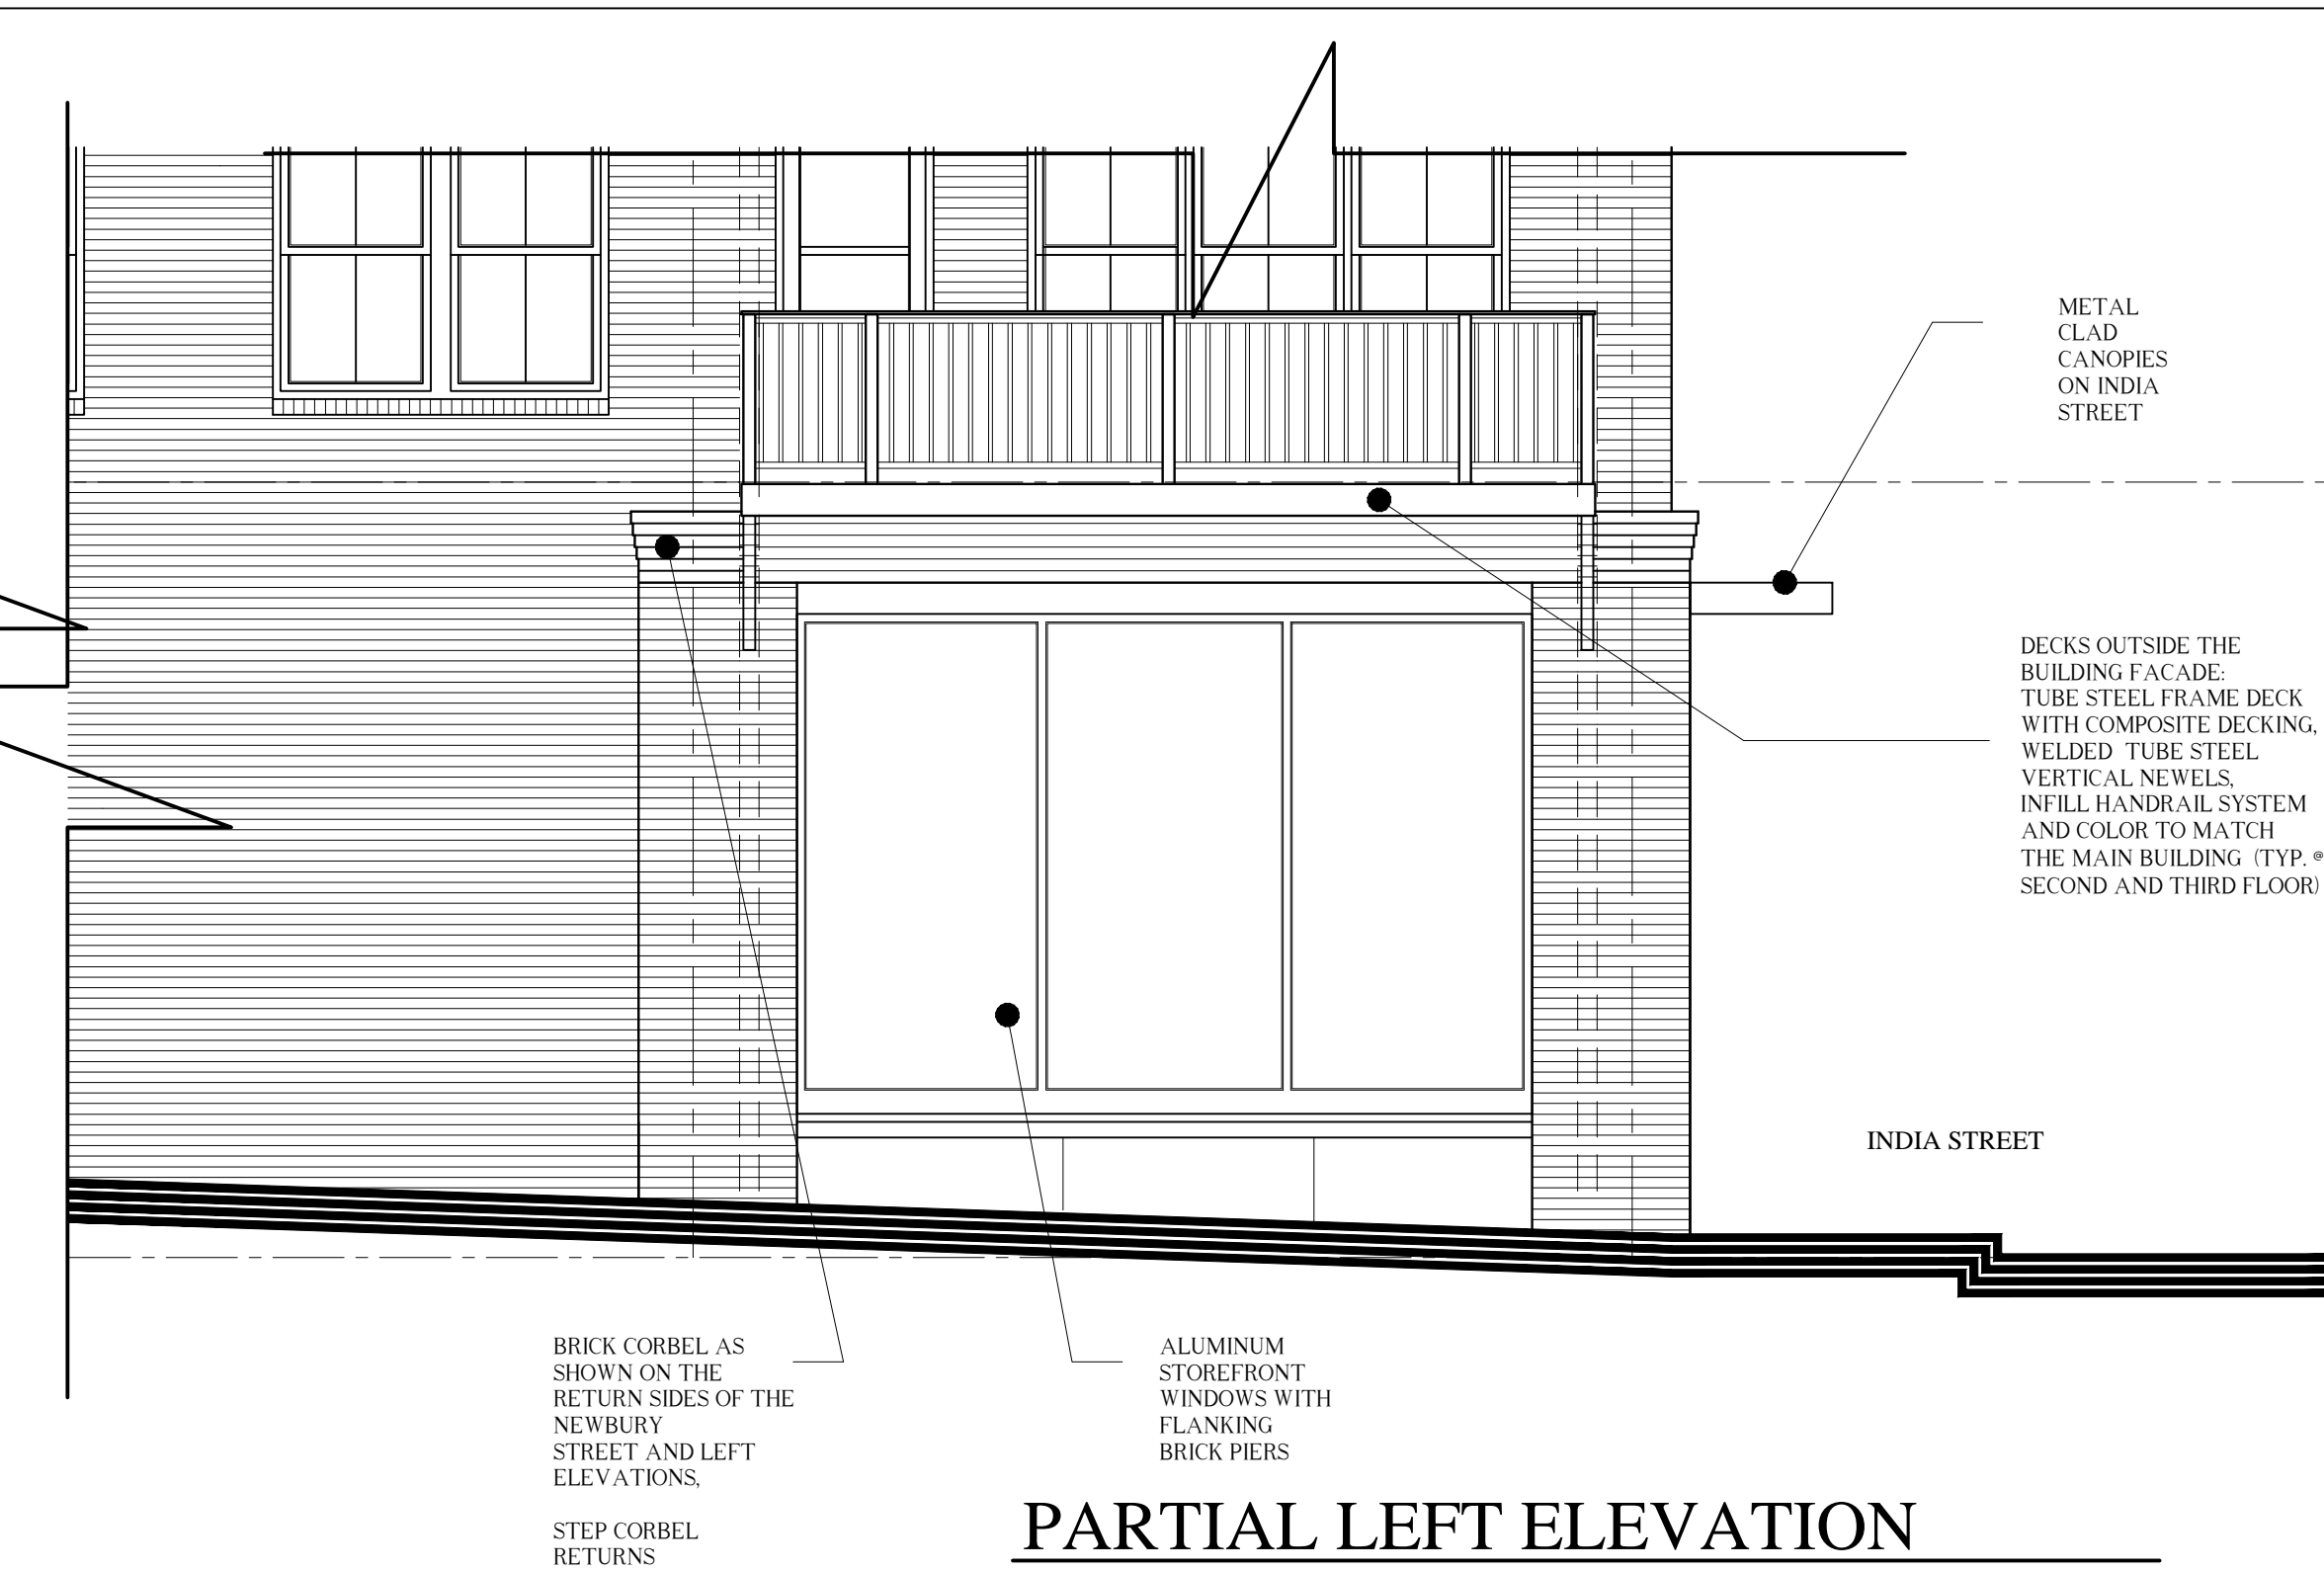 METAL
CLAD
CANOPIES
ON INDIA
STREET
DECKS OUTSIDE THE
BUILDING FACADE:
TUBE STEEL FRAME DECK
WITH COMPOSITE DECKING,
WELDED TUBE STEEL
VERTICAL NEWELS,
INFILL HANDRAIL SYSTEM
AND COLOR TO MATCH
THE MAIN BUILDING (TYP. @
SECOND AND THIRD FLOOR)
INDIA STREET
BRICK CORBEL AS
SHOWN ON THE
RETURN SIDES OF THE
NEWBURY
STREET AND LEFT
ELEVATIONS,
STEP CORBEL
RETURNS
ALUMINUM
STOREFRONT
WINDOWS WITH
FLANKING
BRICK PIERS
PARTIAL LEFT ELEVATION